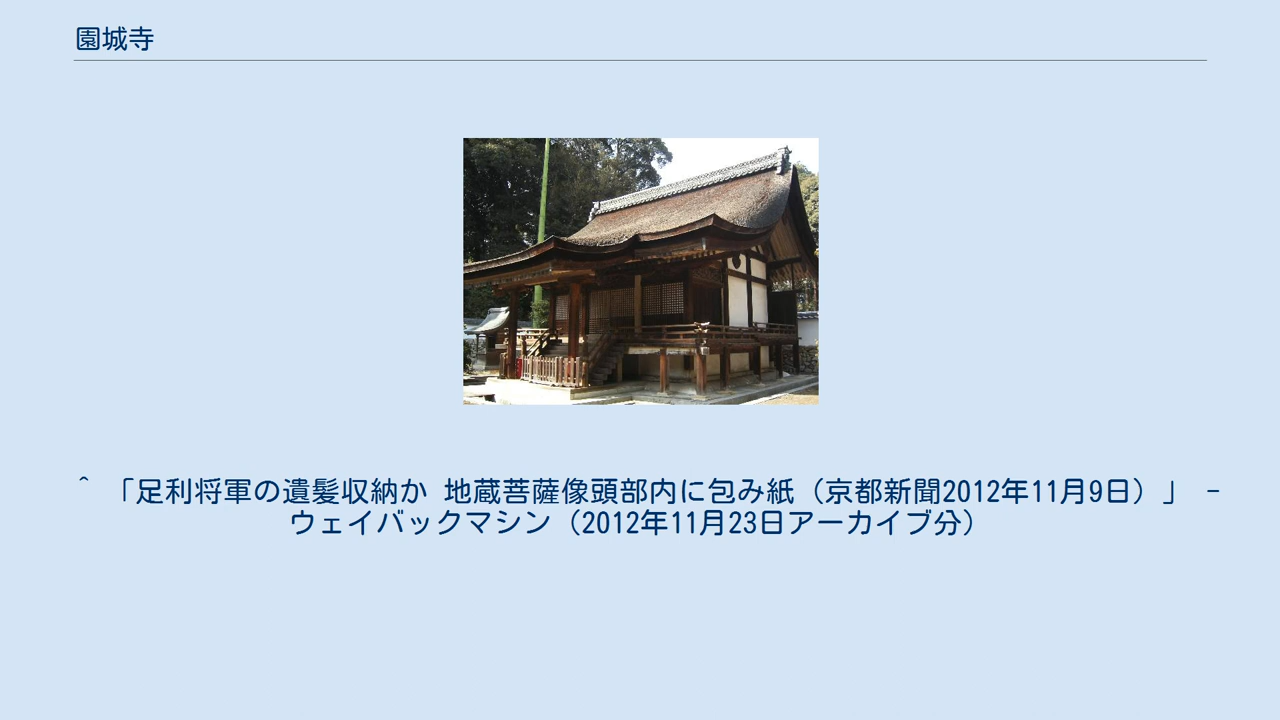 園城寺
^ 「足利将軍の遺髪収納か 地蔵菩薩像頭部内に包み紙（京都新聞2012年11月9日）」 -
ウェイバックマシン（2012年11月23日アーカイブ分）